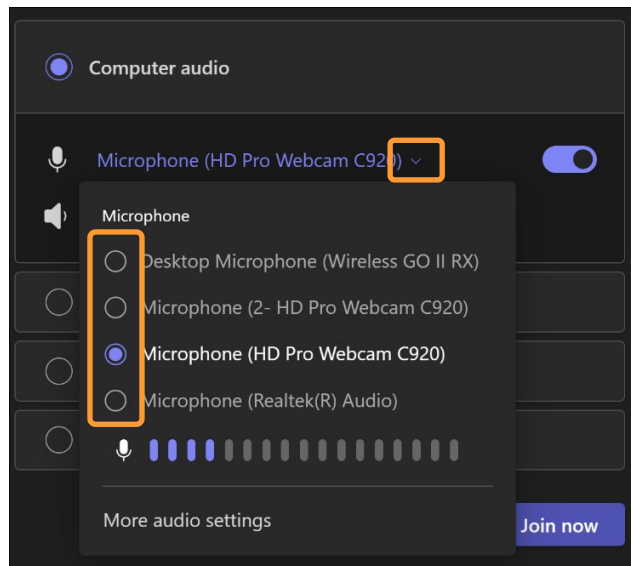 Computer audio
Microphone (HD Pro Webcam C920)
Microphone
Desktop Microphone (Wireless GO II RX)
Microphone (2- HD Pro Webcam C920)
Microphone (HD Pro Webcam C920)
Microphone (Realtek(R) Audio)
More audio settings
Join now